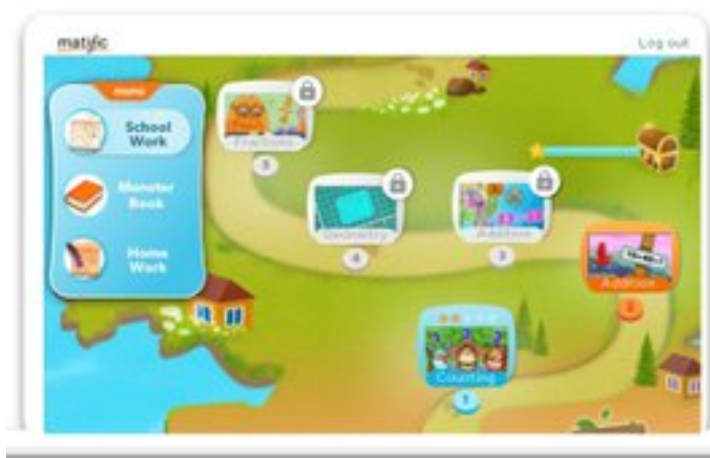 matific
Log out
menu
School
Work
Monster
Book
Home
Work
Fractions
5
Geometry
4
Addition
3
Addition
2
Counting
1